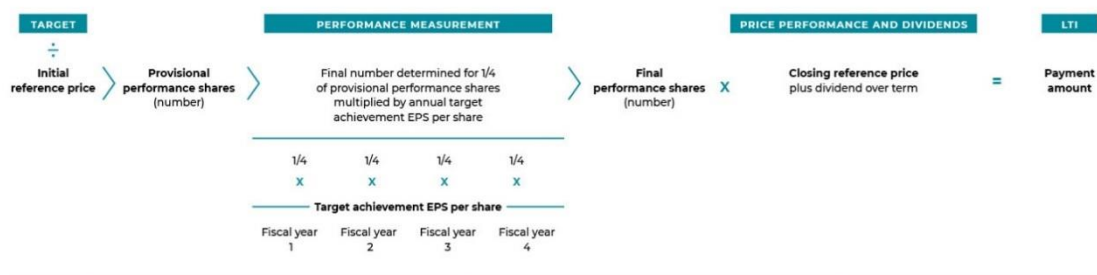 TARGET
÷
Initial
reference price
Provisional
performance shares
(number)
PERFORMANCE MEASUREMENT
Final number determined for 1/4
of provisional performance shares
multiplied by annual target
achievement EPS per share
1/4 1/4 1/4 1/4
x x x x
Target achievement EPS per share
Fiscal year Fiscal year Fiscal year Fiscal year
1 2 3 4
Final
performance shares
(number)
x
PRICE PERFORMANCE AND DIVIDENDS
Closing reference price
plus dividend over term
=
LTI
Payment
amount